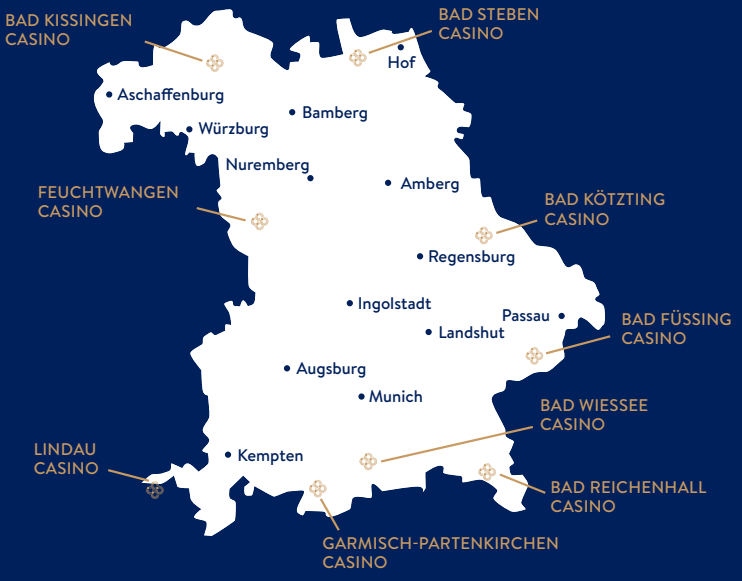 BAD KISSINGEN
CASINO
BAD STEBEN
CASINO
Hof
Aschaffenburg
Bamberg
Würzburg
Nuremberg
Amberg
FEUCHTWANGEN
CASINO
BAD KÖTZTING
CASINO
Regensburg
Ingolstadt
Passau
Landshut
BAD FÜSSING
CASINO
Augsburg
Munich
BAD WIESSEE
CASINO
LINDAU
CASINO
Kempten
BAD REICHENHALL
CASINO
GARMISCH-PARTENKIRCHEN
CASINO